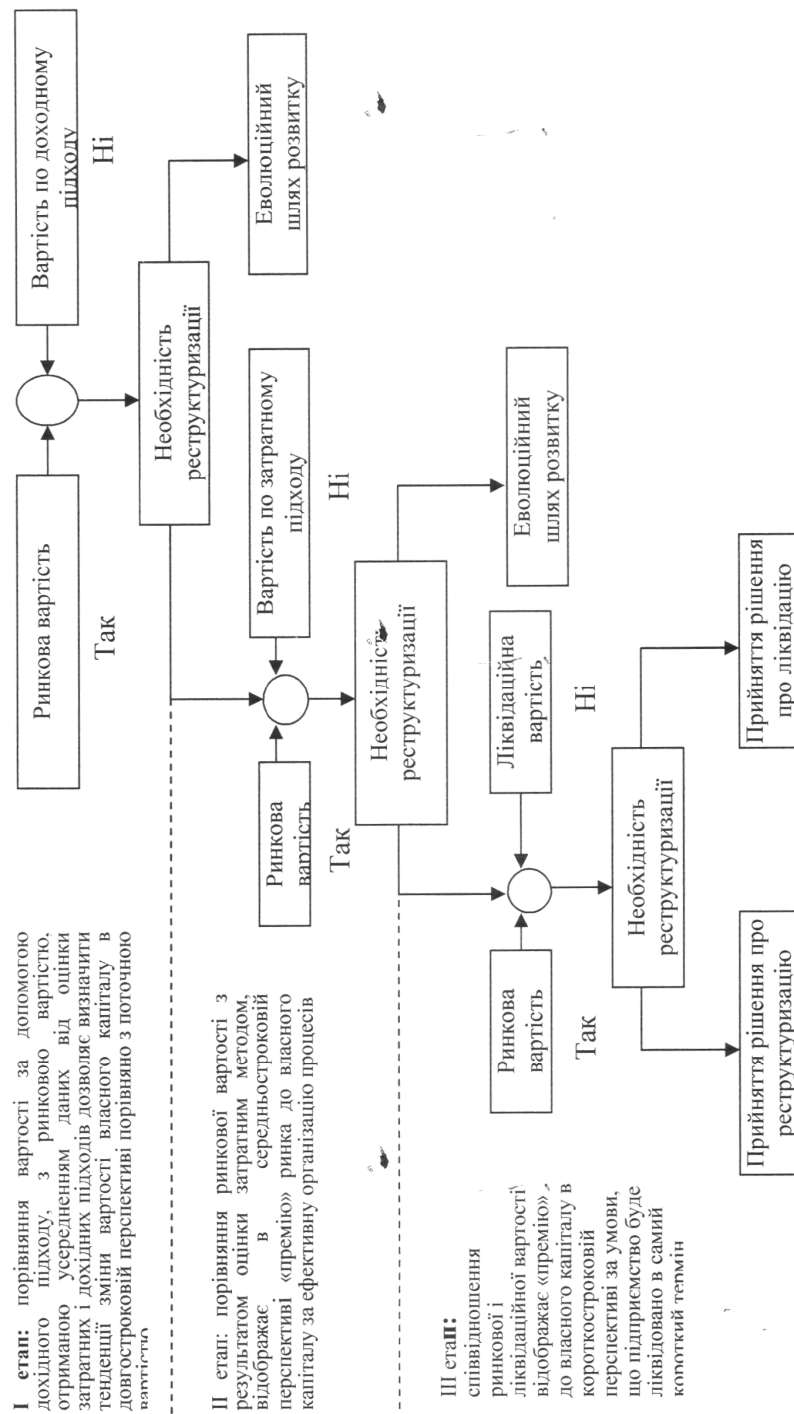 І етап: порівняння вартості за допомогою
дохідного підходу, з ринковою вартістю,
отриманою усередненням даних від оцінки
затратних і дохідних підходів дозволяє визначити
тенденції зміни вартості власного капіталу в
довгостроковій перспективі порівняно з поточною
вартістю
Ринкова вартість
Вартість по доходному
підходу
Так
Ні
Необхідність
реструктуризації
Еволюційний
шлях розвитку
ІІ етап: порівняння ринкової вартості з
результатом оцінки затратним методом,
відображає в середньостроковій
перспективі «премію» ринка до власного
капіталу за ефективну організацію процесів
Ринкова
вартість
Вартість по затратному
підходу
Так
Ні
Необхідність
реструктуризації
Еволюційний
шлях розвитку
ІІІ етап:
співвідношення
ринкової і
ліквідаційної вартості
відображає «премію»
до власного капіталу в
короткостроковій
перспективі за умови,
що підприємство буде
ліквідовано в самий
короткий термін
Ринкова
вартість
Ліквідаційна
вартість
Так
Ні
Необхідність
реструктуризації
Прийняття рішення про
реструктуризацію
Прийняття рішення
про ліквідацію